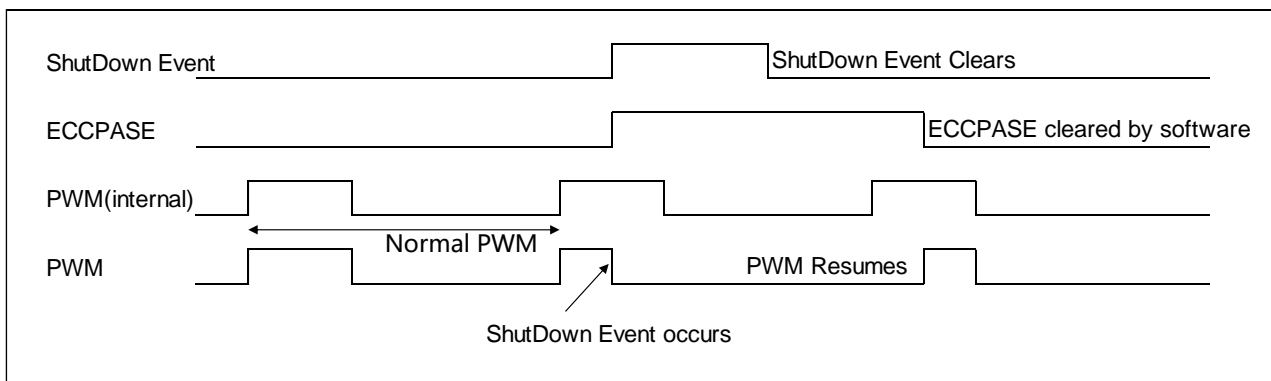 ShutDown Event
ShutDown Event Clears
ECCPASE
ECCPASE cleared by software
PWM(internal)
Normal PWM
PWM
PWM Resumes
ShutDown Event occurs